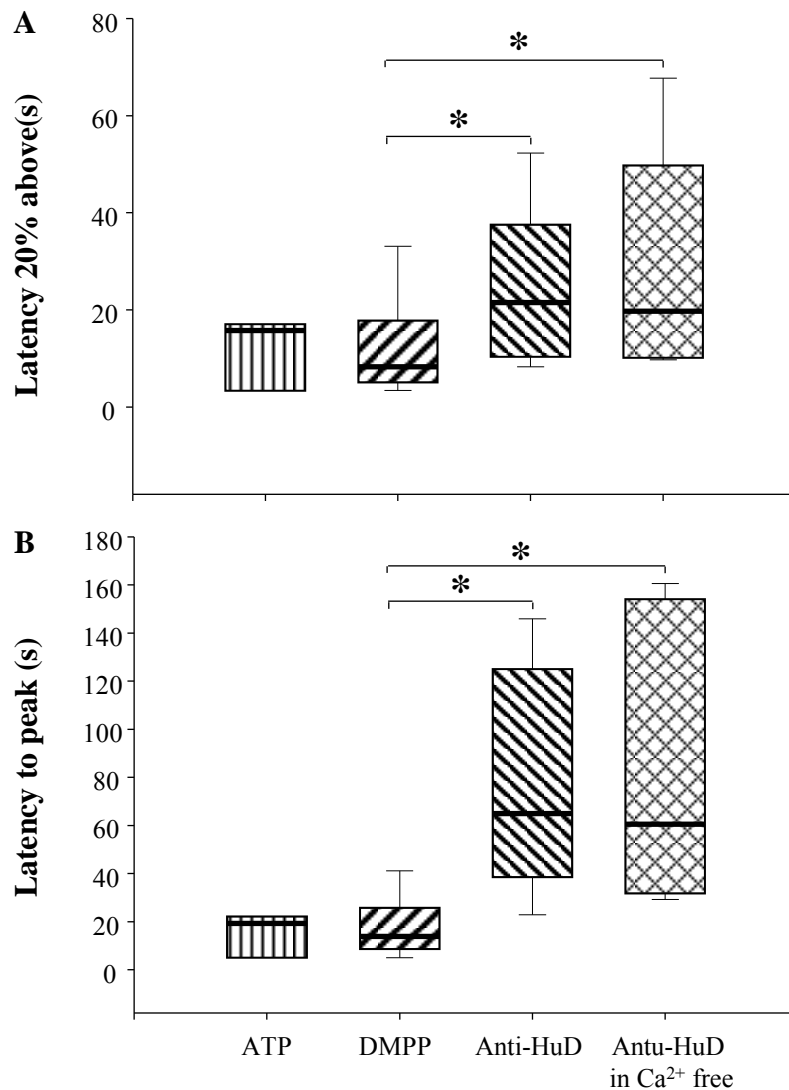 A
Latency 20% above(s)
80
60
40
20
0
*
*
B
Latency to peak (s)
180
160
140
120
100
80
60
40
20
0
*
*
ATP
DMPP
Anti-HuD
Antu-HuD
in Ca²⁺ free